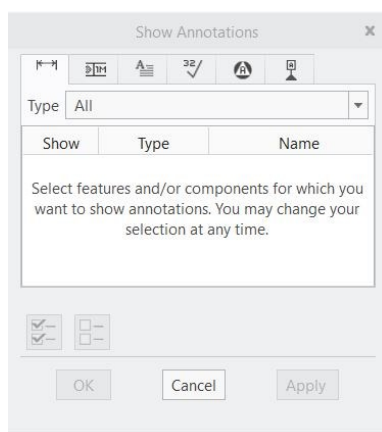 Show Annotations
32
A
Type All
Show Type Name
Select features and/or components for which you
want to show annotations. You may change your
selection at any time.
OK Cancel Apply